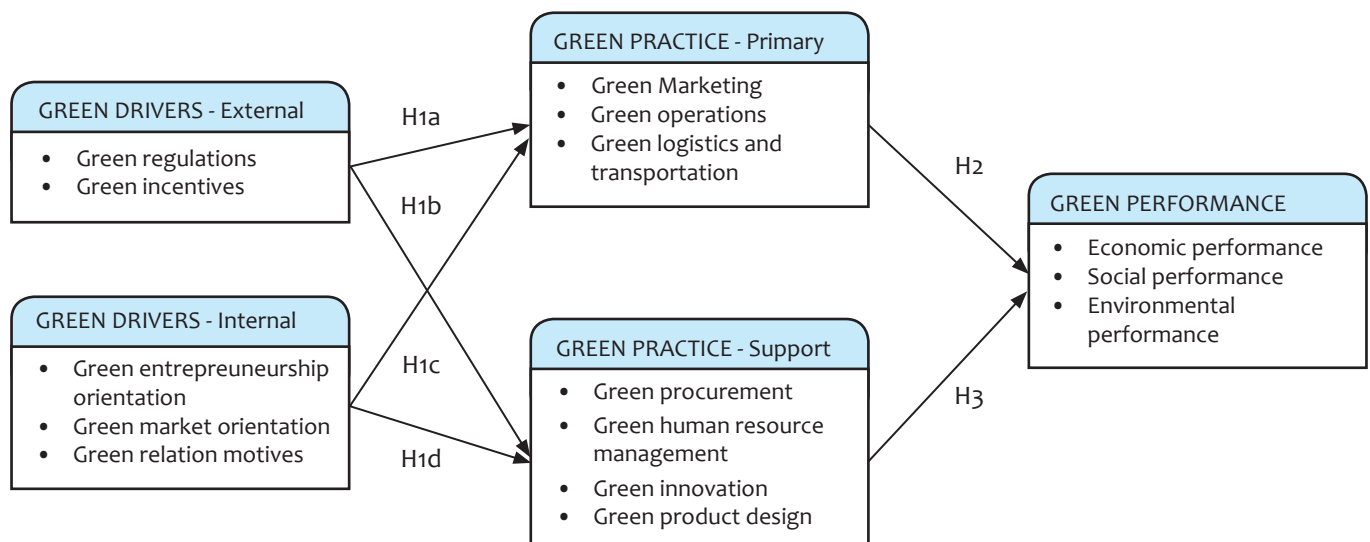 GREEN DRIVERS - External
• Green regulations
• Green incentives
GREEN DRIVERS - Internal
• Green entrepreuneurship
orientation
• Green market orientation
• Green relation motives
H1a
H1b
H1c
H1d
GREEN PRACTICE - Primary
• Green Marketing
• Green operations
• Green logistics and
transportation
GREEN PRACTICE - Support
• Green procurement
• Green human resource
management
• Green innovation
• Green product design
H2
H3
GREEN PERFORMANCE
• Economic performance
• Social performance
• Environmental
performance